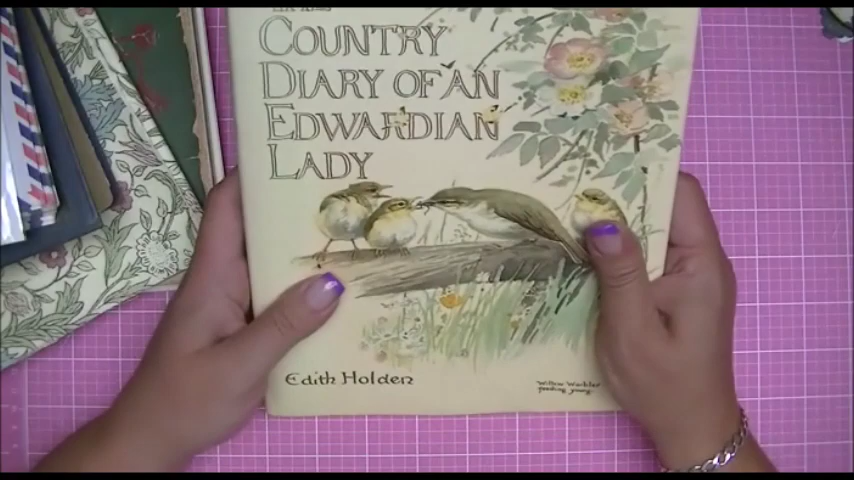 COUNTRY
DIARY OF AN
EDWARDIAN
LADY
Edith Holden
Willow Warbler
feeding young.